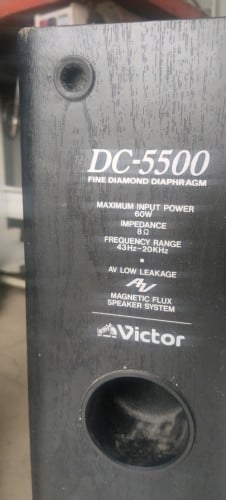 DC-5500
FINE DIAMOND DIAPHRAGM
MAXIMUM INPUT POWER
60W
IMPEDANCE
8Ω
FREQUENCY RANGE
43Hz–20KHz
AV LOW LEAKAGE
AV
MAGNETIC FLUX
SPEAKER SYSTEM
Victor